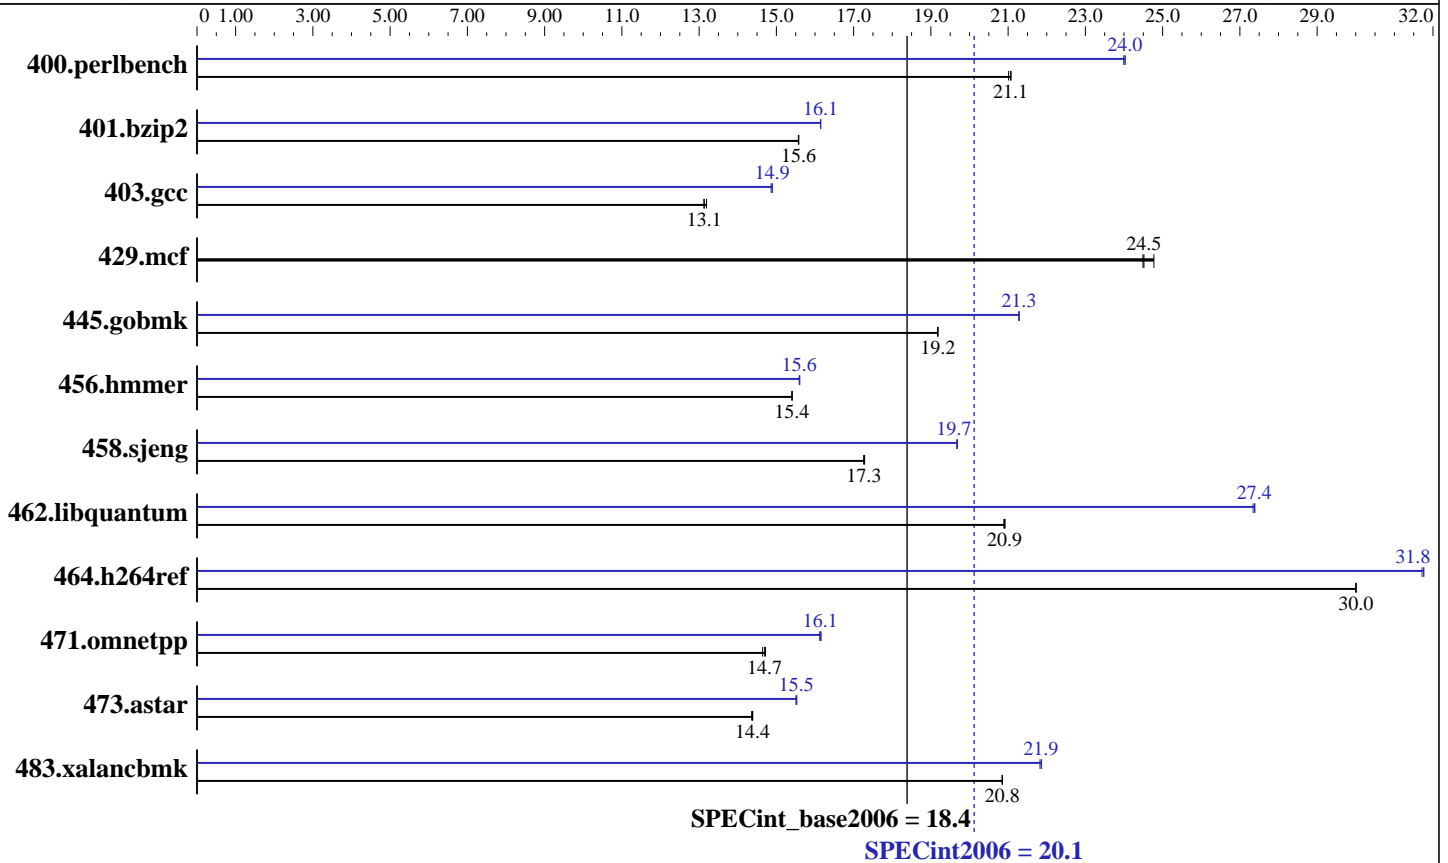 0 1.00 3.00 5.00 7.00 9.00 11.0 13.0 15.0 17.0 19.0 21.0 23.0 25.0 27.0 29.0 32.0
24.0
400.perlbench
21.1
16.1
401.bzip2
15.6
14.9
403.gcc
13.1
24.5
429.mcf
21.3
445.gobmk
19.2
15.6
456.hmmer
15.4
19.7
458.sjeng
17.3
27.4
462.libquantum
20.9
31.8
464.h264ref
30.0
16.1
471.omnetpp
14.7
15.5
473.astar
14.4
21.9
483.xalancbmk
20.8
SPECint_base2006 = 18.4
SPECint2006 = 20.1